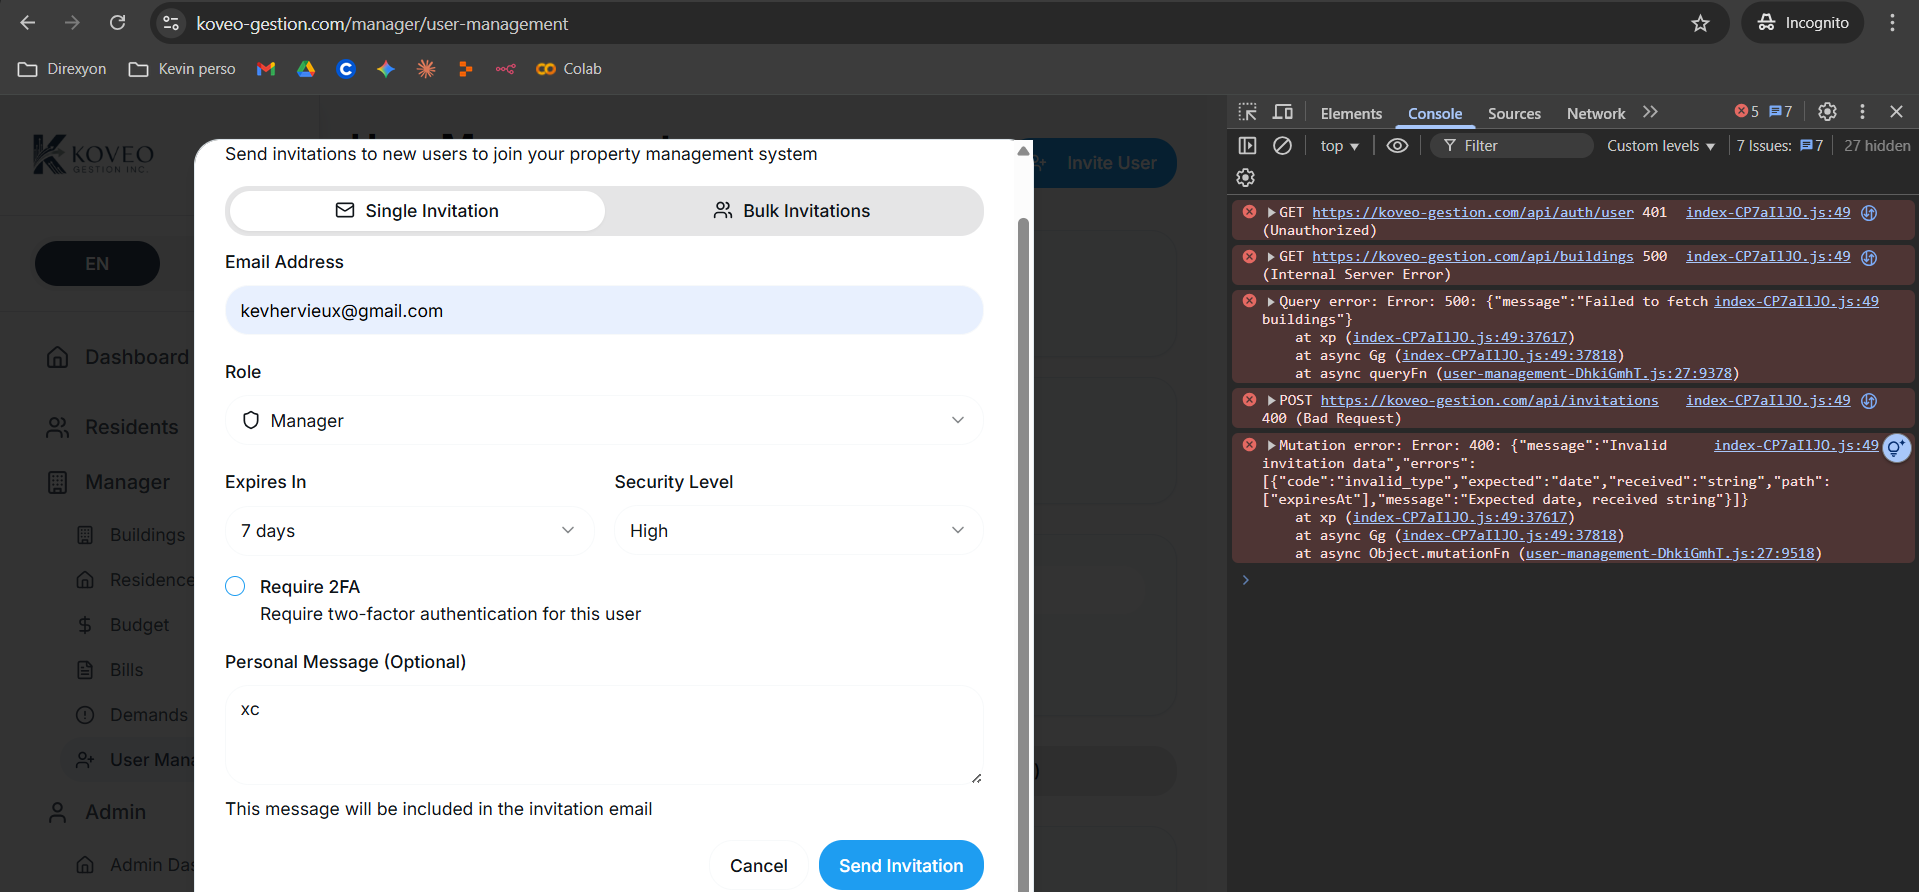 koveo-gestion.com/manager/user-management
Incognito
Direxyon
Kevin perso
Colab
KOVEO
GESTION INC.
EN
Dashboard
Residents
Manager
Buildings
Residence
Budget
Bills
Demands
User Mana
Admin
Admin Das
Invite User
Send invitations to new users to join your property management system
Single Invitation
Bulk Invitations
Email Address
kevhervieux@gmail.com
Role
Manager
Expires In
Security Level
7 days
High
Require 2FA
Require two-factor authentication for this user
Personal Message (Optional)
xc
This message will be included in the invitation email
Cancel
Send Invitation
Elements
Console
Sources
Network
5
7
top
Filter
Custom levels
7 Issues:
7
27 hidden
GET https://koveo-gestion.com/api/auth/user 401 index-CP7aIlJO.js:49
(Unauthorized)
GET https://koveo-gestion.com/api/buildings 500 index-CP7aIlJO.js:49
(Internal Server Error)
Query error: Error: 500: {"message":"Failed to fetch index-CP7aIlJO.js:49
buildings"}
at xp (index-CP7aIlJO.js:49:37617)
at async Gg (index-CP7aIlJO.js:49:37818)
at async queryFn (user-management-DhkiGmhT.js:27:9378)
POST https://koveo-gestion.com/api/invitations index-CP7aIlJO.js:49
400 (Bad Request)
Mutation error: Error: 400: {"message":"Invalid index-CP7aIlJO.js:49
invitation data","errors":
[{"code":"invalid_type","expected":"date","received":"string","path":
["expiresAt"],"message":"Expected date, received string"}]}
at xp (index-CP7aIlJO.js:49:37617)
at async Gg (index-CP7aIlJO.js:49:37818)
at async Object.mutationFn (user-management-DhkiGmhT.js:27:9518)